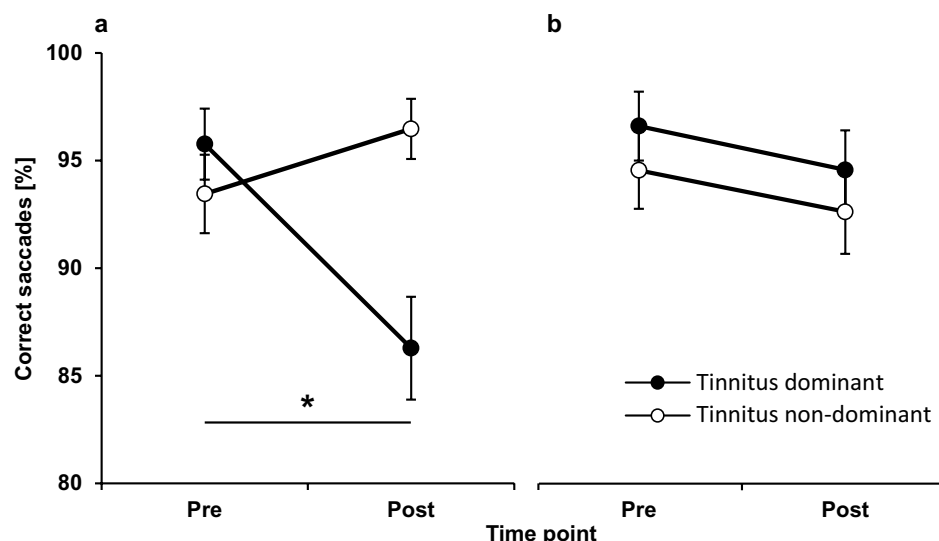 a
b
100
95
90
85
80
Correct saccades [%]
*
Tinnitus dominant
Tinnitus non-dominant
Pre
Post
Pre
Post
Time point